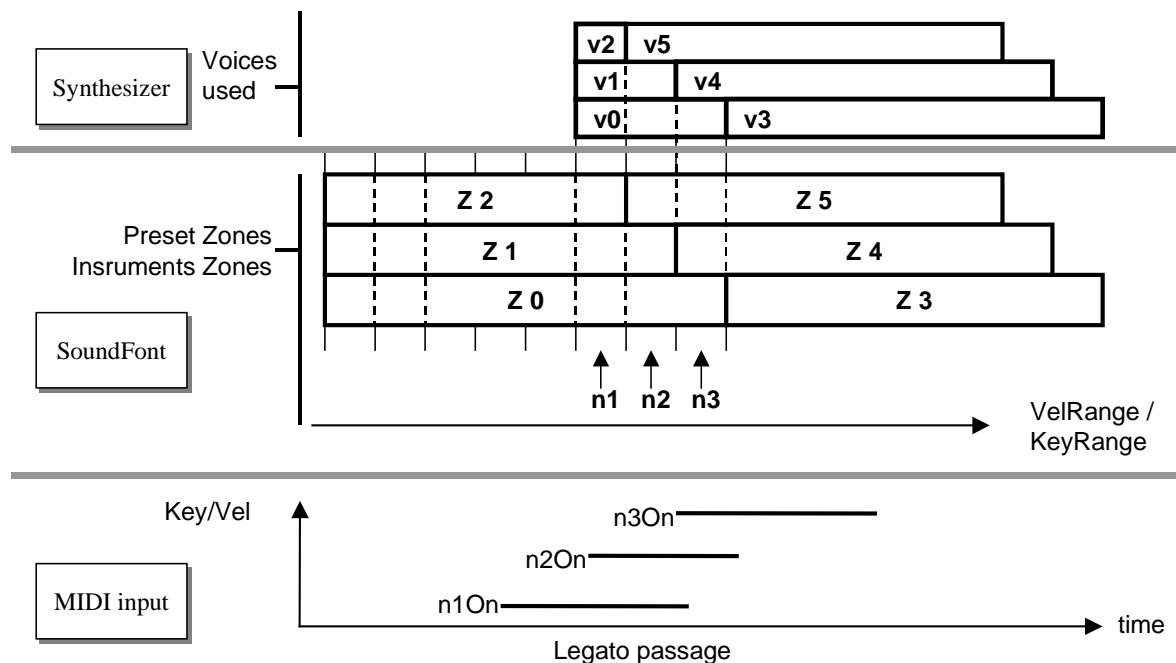 Synthesizer
Voices
used
v2 v5
v1 v4
v0 v3
Preset Zones
Insruments Zones
SoundFont
Z 2 Z 5
Z 1 Z 4
Z 0 Z 3
n1 n2 n3
VelRange /
KeyRange
MIDI input
Key/Vel
n3On
n2On
n1On
time
Legato passage